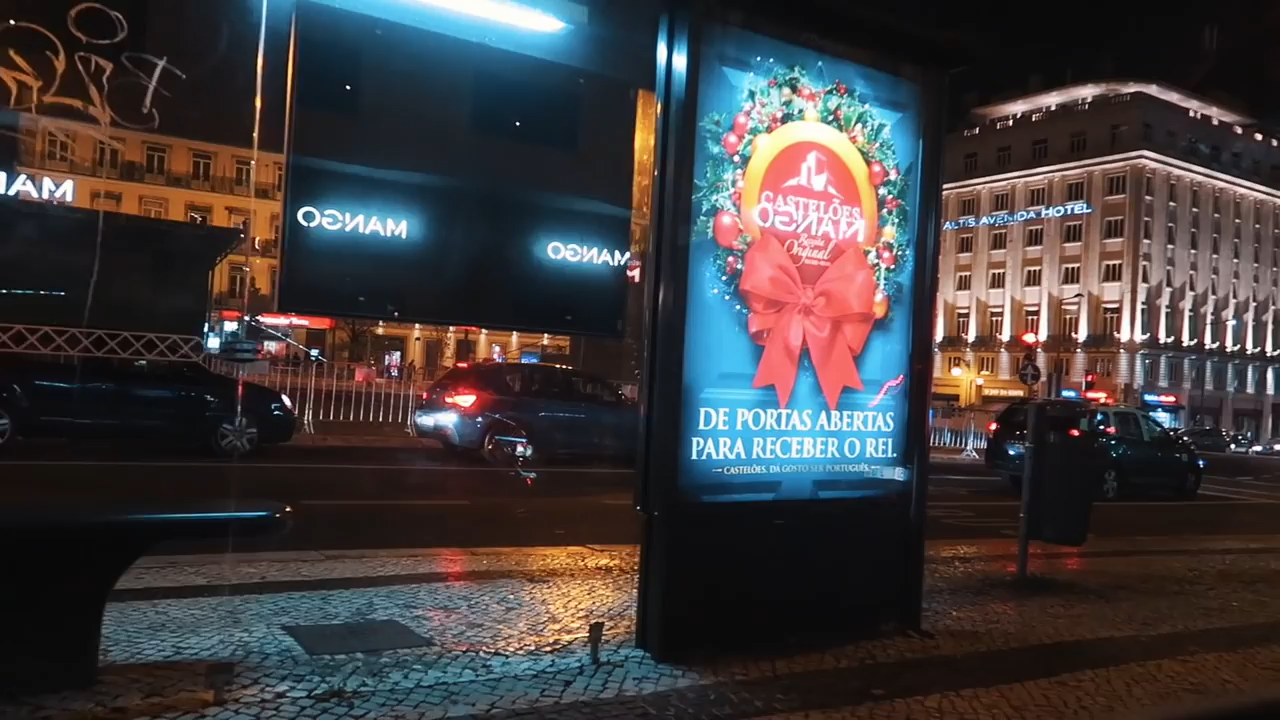 MANGO
MANGO
CASTELÕES
MANGO
Receita
Original
ALTIS AVENIDA HOTEL
DE PORTAS ABERTAS
PARA RECEBER O REI.
CASTELÕES. DÁ GOSTO SER PORTUGUÊS.